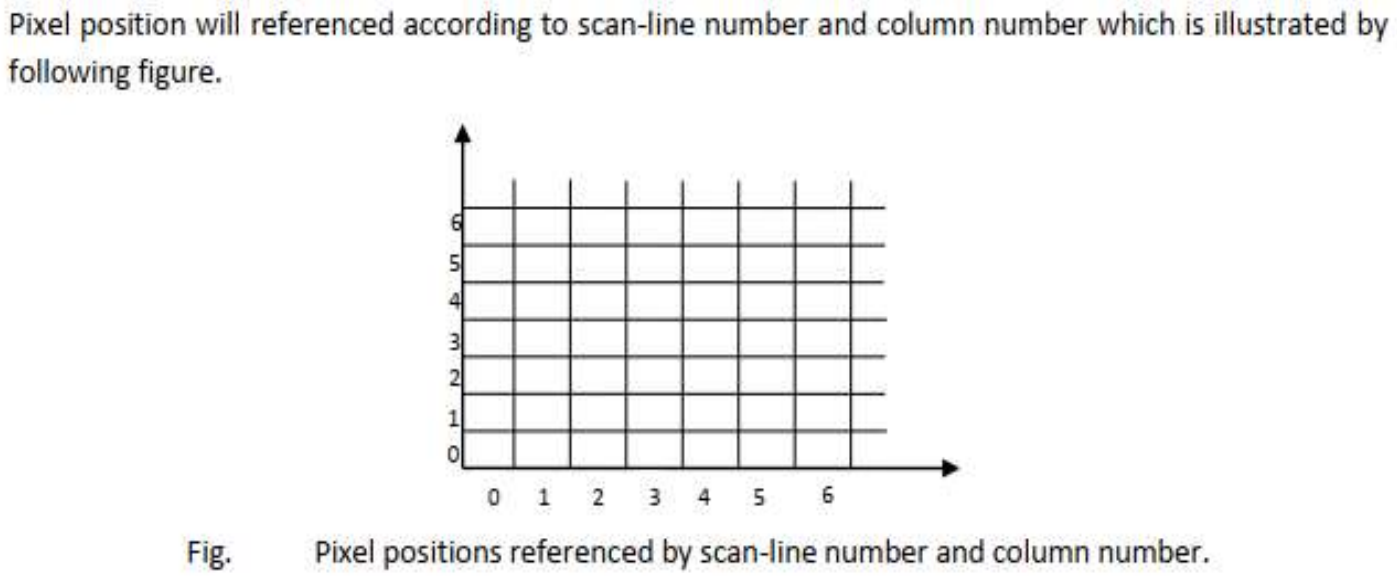 Pixel position will referenced according to scan-line number and column number which is illustrated by
following figure.
6
5
4
3
2
1
0
0 1 2 3 4 5 6
Fig. Pixel positions referenced by scan-line number and column number.